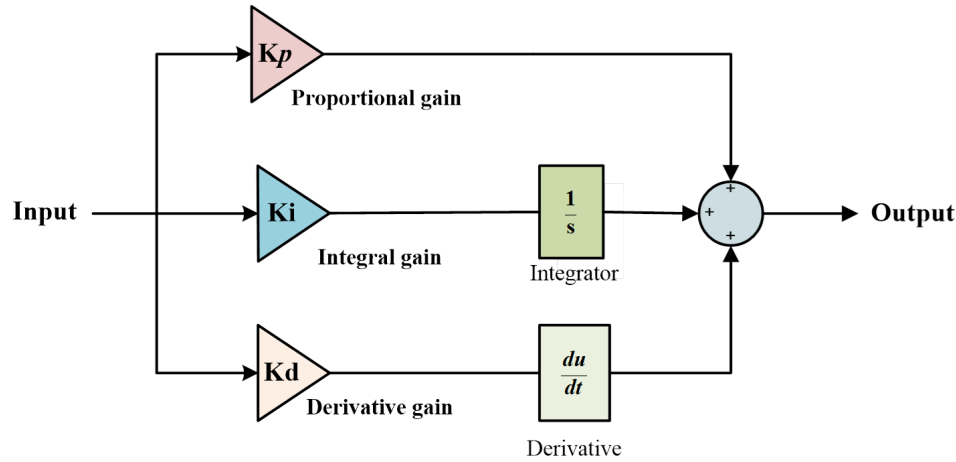 Kp
Proportional gain
Input
Ki
Integral gain
1
s
Integrator
+
+
+
Output
Kd
Derivative gain
du
dt
Derivative